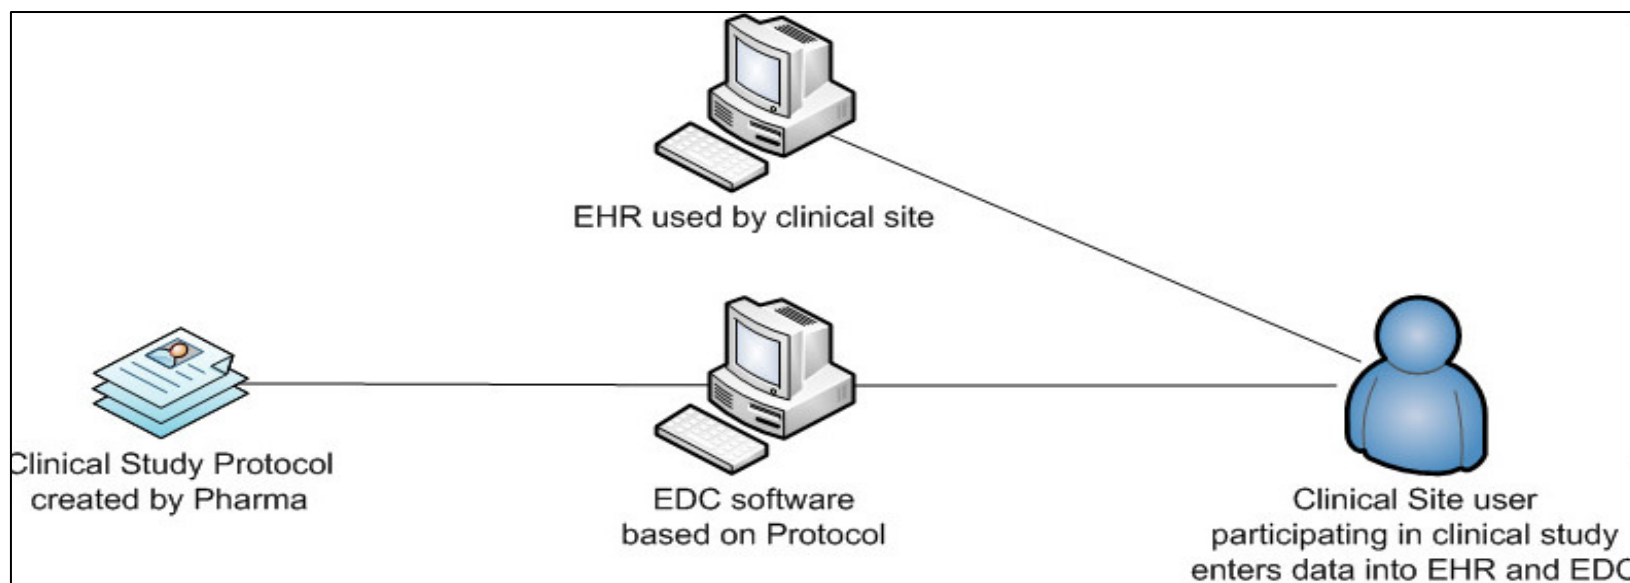 EHR used by clinical site
Clinical Study Protocol
created by Pharma
EDC software
based on Protocol
Clinical Site user
participating in clinical study
enters data into EHR and EDC